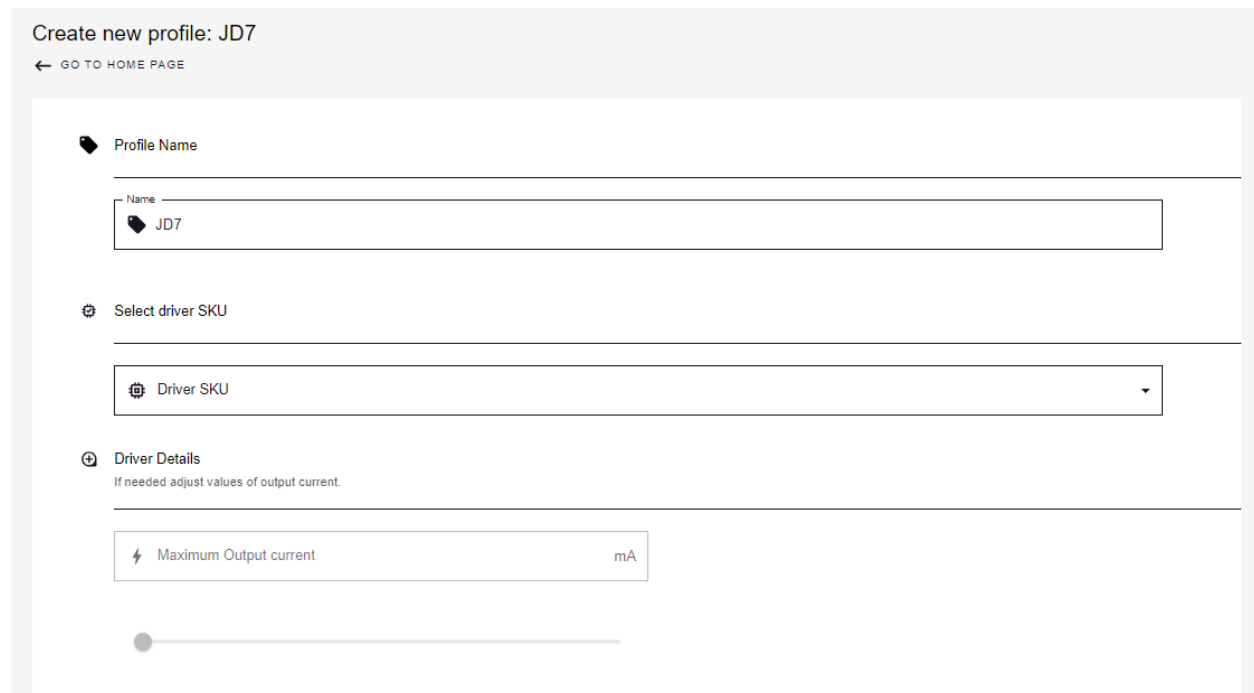 Create new profile: JD7
GO TO HOME PAGE
Profile Name
Name
JD7
Select driver SKU
Driver SKU
Driver Details
If needed adjust values of output current.
Maximum Output current mA